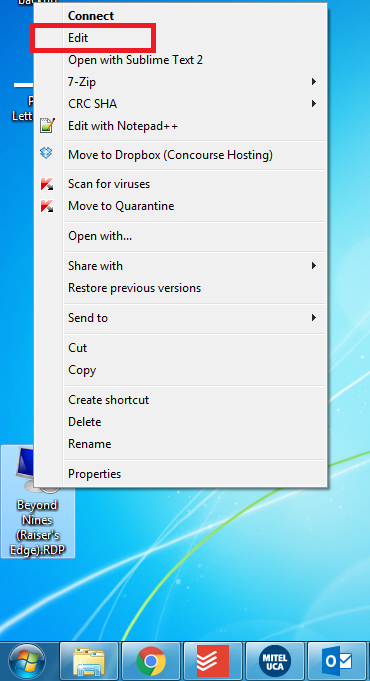 Connect
Edit
Open with Sublime Text 2
7-Zip
CRC SHA
Edit with Notepad++
Move to Dropbox (Concourse Hosting)
Scan for viruses
Move to Quarantine
Open with...
Share with
Restore previous versions
Send to
Cut
Copy
Create shortcut
Delete
Rename
Properties
P
Lett
Beyond
Nines
(Raiser's
Edge).RDP
MITEL
UCA